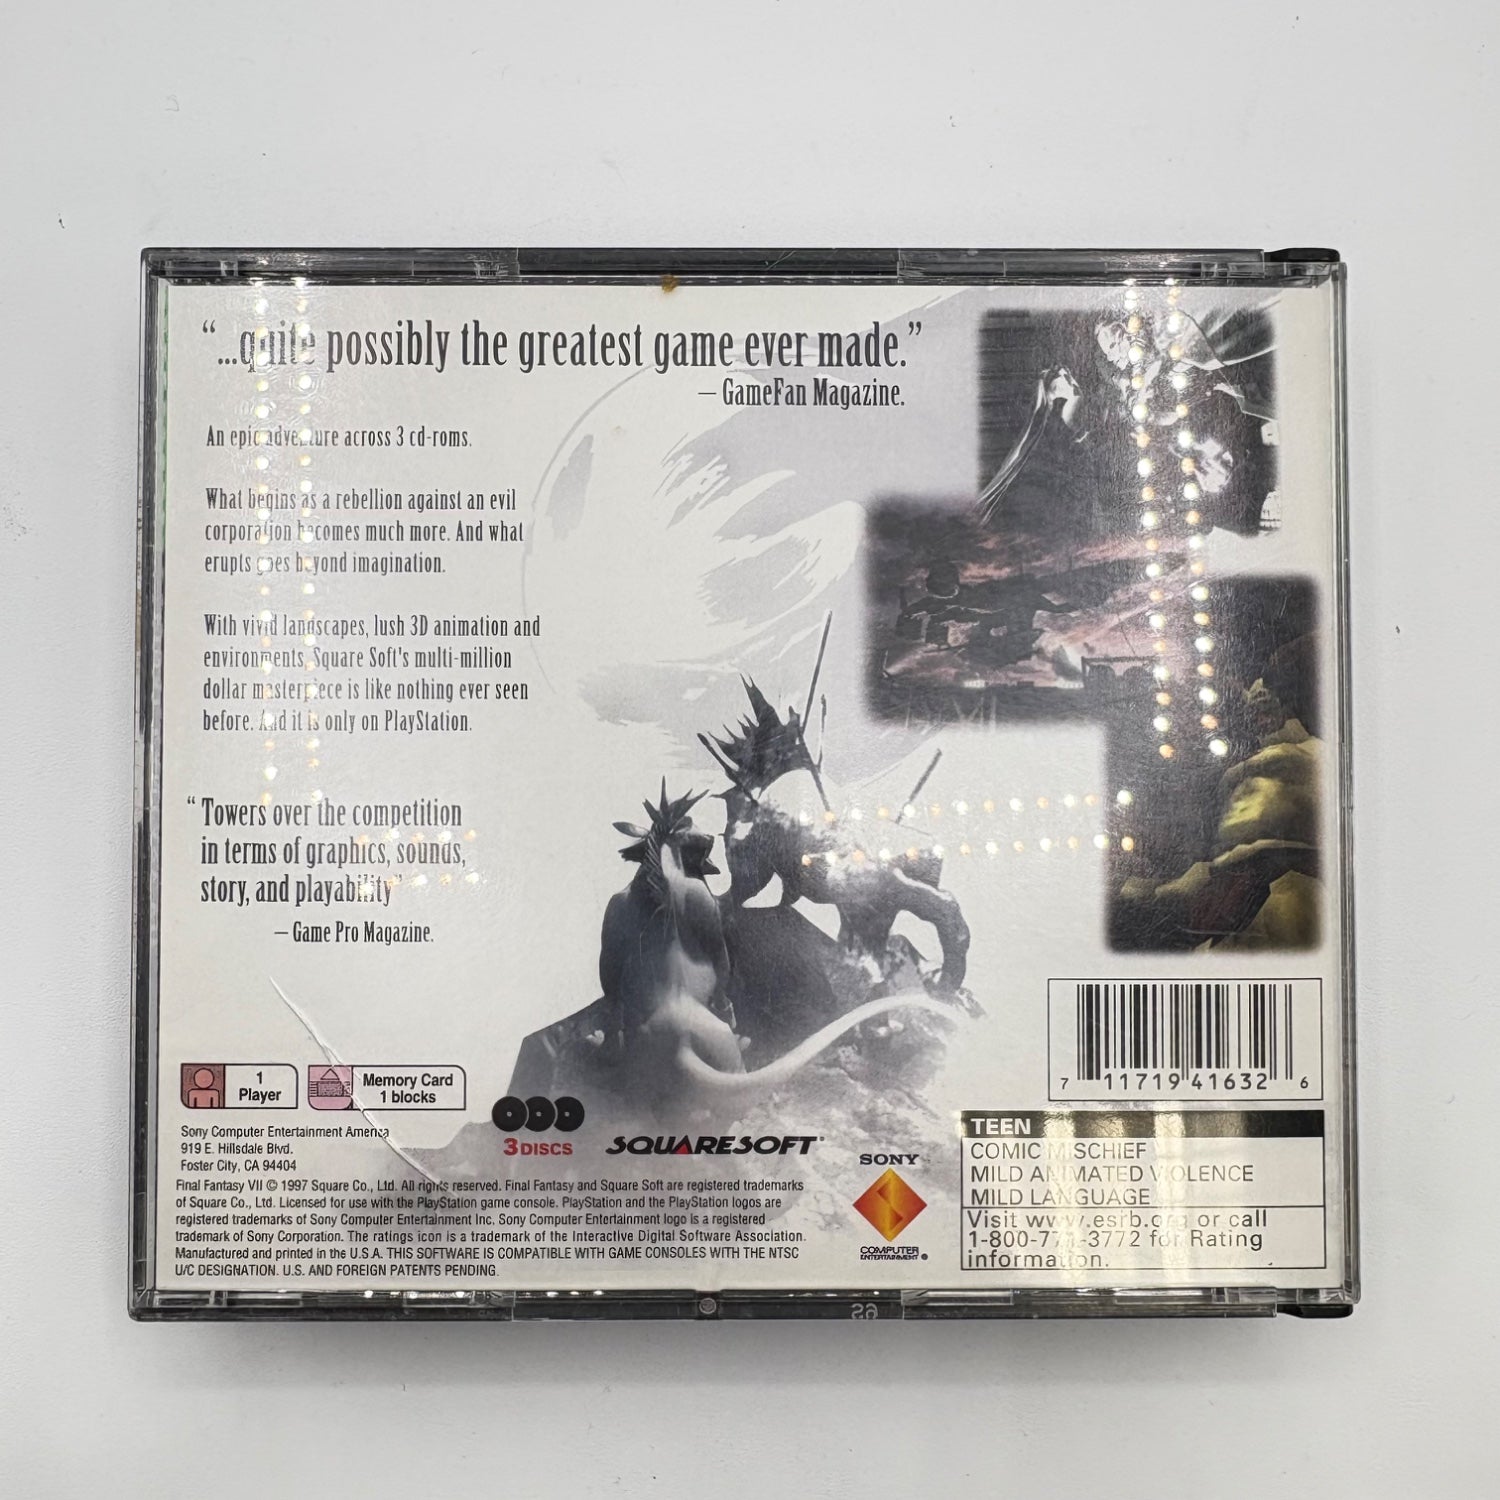 “...quite possibly the greatest game ever made.”
— GameFan Magazine.
An epic adventure across 3 cd-roms.
What begins as a rebellion against an evil
corporation becomes much more. And what
erupts goes beyond imagination.
With vivid landscapes, lush 3D animation and
environments, Square Soft's multi-million
dollar masterpiece is like nothing ever seen
before. And it is only on PlayStation.
“Towers over the competition
in terms of graphics, sounds,
story, and playability”
— Game Pro Magazine.
1
Player
Memory Card
1 blocks
3 DISCS
SQUARESOFT
SONY
COMPUTER
ENTERTAINMENT
Sony Computer Entertainment America
919 E. Hillsdale Blvd.
Foster City, CA 94404
Final Fantasy VII © 1997 Square Co., Ltd. All rights reserved. Final Fantasy and Square Soft are registered trademarks
of Square Co., Ltd. Licensed for use with the PlayStation game console. PlayStation and the PlayStation logos are
registered trademarks of Sony Computer Entertainment Inc. Sony Computer Entertainment logo is a registered
trademark of Sony Corporation. The ratings icon is a trademark of the Interactive Digital Software Association.
Manufactured and printed in the U.S.A. THIS SOFTWARE IS COMPATIBLE WITH GAME CONSOLES WITH THE NTSC
U/C DESIGNATION. U.S. AND FOREIGN PATENTS PENDING.
7 11719 41632 6
TEEN
COMIC MISCHIEF
MILD ANIMATED VIOLENCE
MILD LANGUAGE
Visit www.esrb.org or call
1-800-771-3772 for Rating
information.